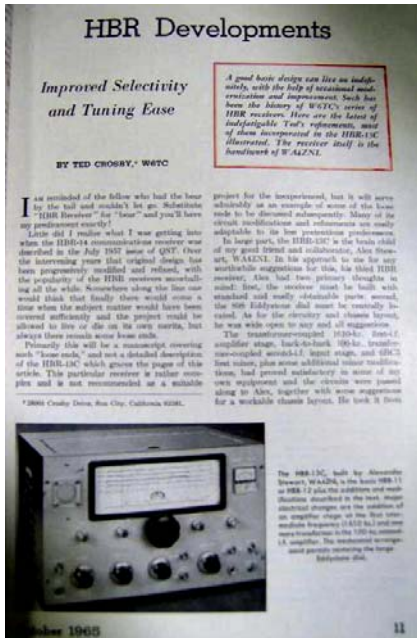 HBR Developments
Improved Selectivity
and Tuning Ease
BY TED CROSBY,* W6TC
A good basic design can live on indefi-
nitely, with the help of occasional mod-
ernization and improvement. Such has
been the history of W6TC's series of
HBR receivers. Here are the latest of
indefatigable Ted's refinements, most
of them incorporated in the HBR-13C
illustrated. The receiver itself is the
handiwork of WA4ZNI.
I AM reminded of the fellow who had the bear
by the tail and couldn't let go. Substitute
"HBR Receiver" for "bear" and you'll have
my predicament exactly!
Little did I realize what I was getting into
when the HBR-14 communications receiver was
described in the July 1957 issue of QST. Over
the intervening years that original design has
been progressively modified and refined, with
the popularity of the HBR receivers snowball-
ing all the while. Somewhere along the line one
would think that finally there would come a
time when the subject matter would have been
covered sufficiently and the project could be
allowed to live or die on its own merits, but
always there remain some loose ends.
Primarily this will be a manuscript covering
such "loose ends," and not a detailed description
of the HBR-13C which graces the pages of this
article. This particular receiver is rather com-
plex and is not recommended as a suitable
Crosby Drive, Sun City, California
project for the inexperienced, but it will serve
admirably as an example of some of the loose
ends to be discussed subsequently. Many of its
circuit modifications and refinements are easily
adaptable to its less pretentious predecessors.
In large part, the HBR-13C is the brain child
of my good friend and collaborator, Alex Stew-
art, WA4ZNI. In his approach to me for any
worthwhile suggestions for this, his third HBR
receiver, Alex had two primary thoughts in
mind: first, the receiver must be built with
standard and easily obtainable parts; second,
the 898 Eddystone dial must be centrally lo-
cated. As for the circuitry and chassis layout,
he was wide open to any and all suggestions.
The transformer-coupled 1610-kc. first-i.f.
amplifier stage, back-to-back 100-kc. transfor-
mer-coupled second-i.f. input stage, and 6BC5
first mixer, plus some additional minor modifica-
tions, had proved satisfactory in some of my
own equipment and the circuits were passed
along to Alex, together with some suggestions
for a workable chassis layout. He took it from
The HBR-13C, built by Alexander
Stewart, WA4ZNI, is the basic HBR-11
or HBR-12 plus the additions and modi-
fications described in the text. Major
electrical changes are the addition of
an amplifier stage at the first inter-
mediate frequency (1610 kc.) and one
more transformer in the 100-kc. second-
i.f. amplifier. The mechanical arrange-
ment permits centering the large
Eddystone dial.
October 1965
11